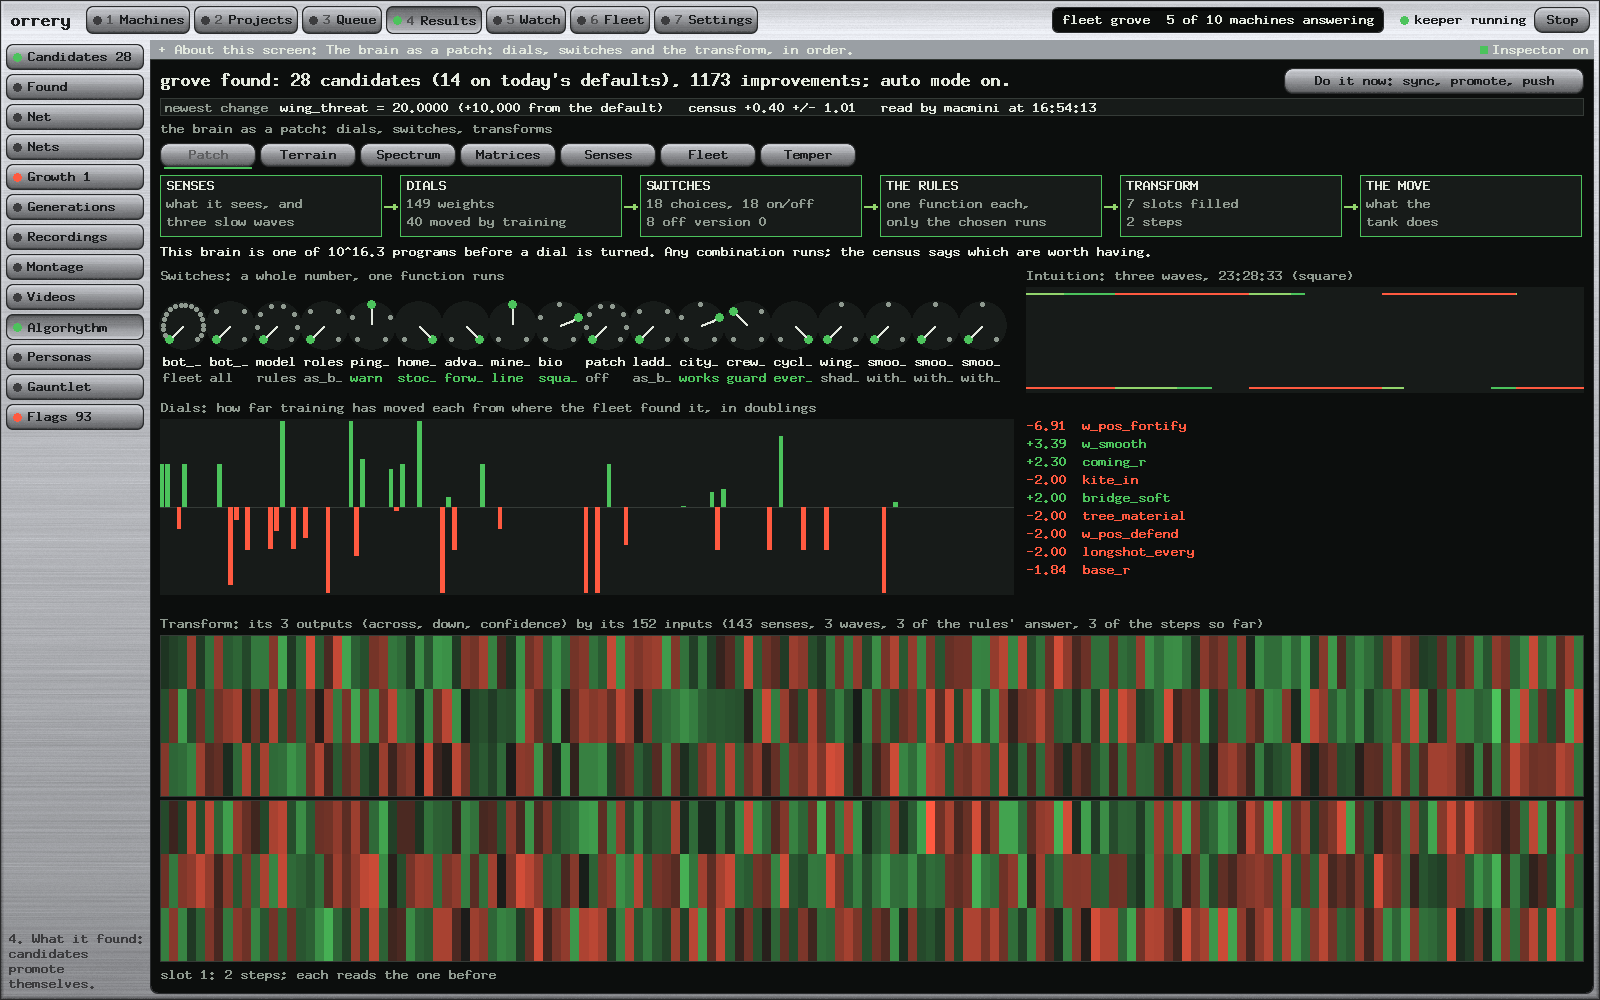 orrery
1 Machines
2 Projects
3 Queue
4 Results
5 Watch
6 Fleet
7 Settings
fleet grove 5 of 10 machines answering
keeper running
Stop
Candidates 28
Found
Net
Nets
Growth 1
Generations
Recordings
Montage
Videos
Algorhythm
Personas
Gauntlet
Flags 93
4. What it found:
candidates
promote
themselves.
+ About this screen: The brain as a patch: dials, switches and the transform, in order.
Inspector on
grove found: 28 candidates (14 on today's defaults), 1173 improvements; auto mode on.
Do it now: sync, promote, push
newest change wing_threat = 20.0000 (+10.000 from the default) census +0.40 +/- 1.01 read by macmini at 16:54:13
the brain as a patch: dials, switches, transforms
Patch
Terrain
Spectrum
Matrices
Senses
Fleet
Temper
SENSES
what it sees, and
three slow waves
DIALS
149 weights
40 moved by training
SWITCHES
18 choices, 18 on/off
8 off version 0
THE RULES
one function each,
only the chosen runs
TRANSFORM
7 slots filled
2 steps
THE MOVE
what the
tank does
This brain is one of 10^16.3 programs before a dial is turned. Any combination runs; the census says which are worth having.
Switches: a whole number, one function runs
bot__ bot__ model roles ping_ home_ adva_ mine_ bio patch ladd_ city_ crew_ cycl_ wing_ smoo_ smoo_ smoo_
fleet all rules as_b_ warn stoc_ forw_ line squa_ off as_b_ works guard ever_ shad_ with_ with_ with_
Intuition: three waves, 23:28:33 (square)
Dials: how far training has moved each from where the fleet found it, in doublings
-6.91 w_pos_fortify
+3.39 w_smooth
+2.30 coming_r
-2.00 kite_in
+2.00 bridge_soft
-2.00 tree_material
-2.00 w_pos_defend
-2.00 longshot_every
-1.84 base_r
Transform: its 3 outputs (across, down, confidence) by its 152 inputs (143 senses, 3 waves, 3 of the rules' answer, 3 of the steps so far)
slot 1: 2 steps; each reads the one before